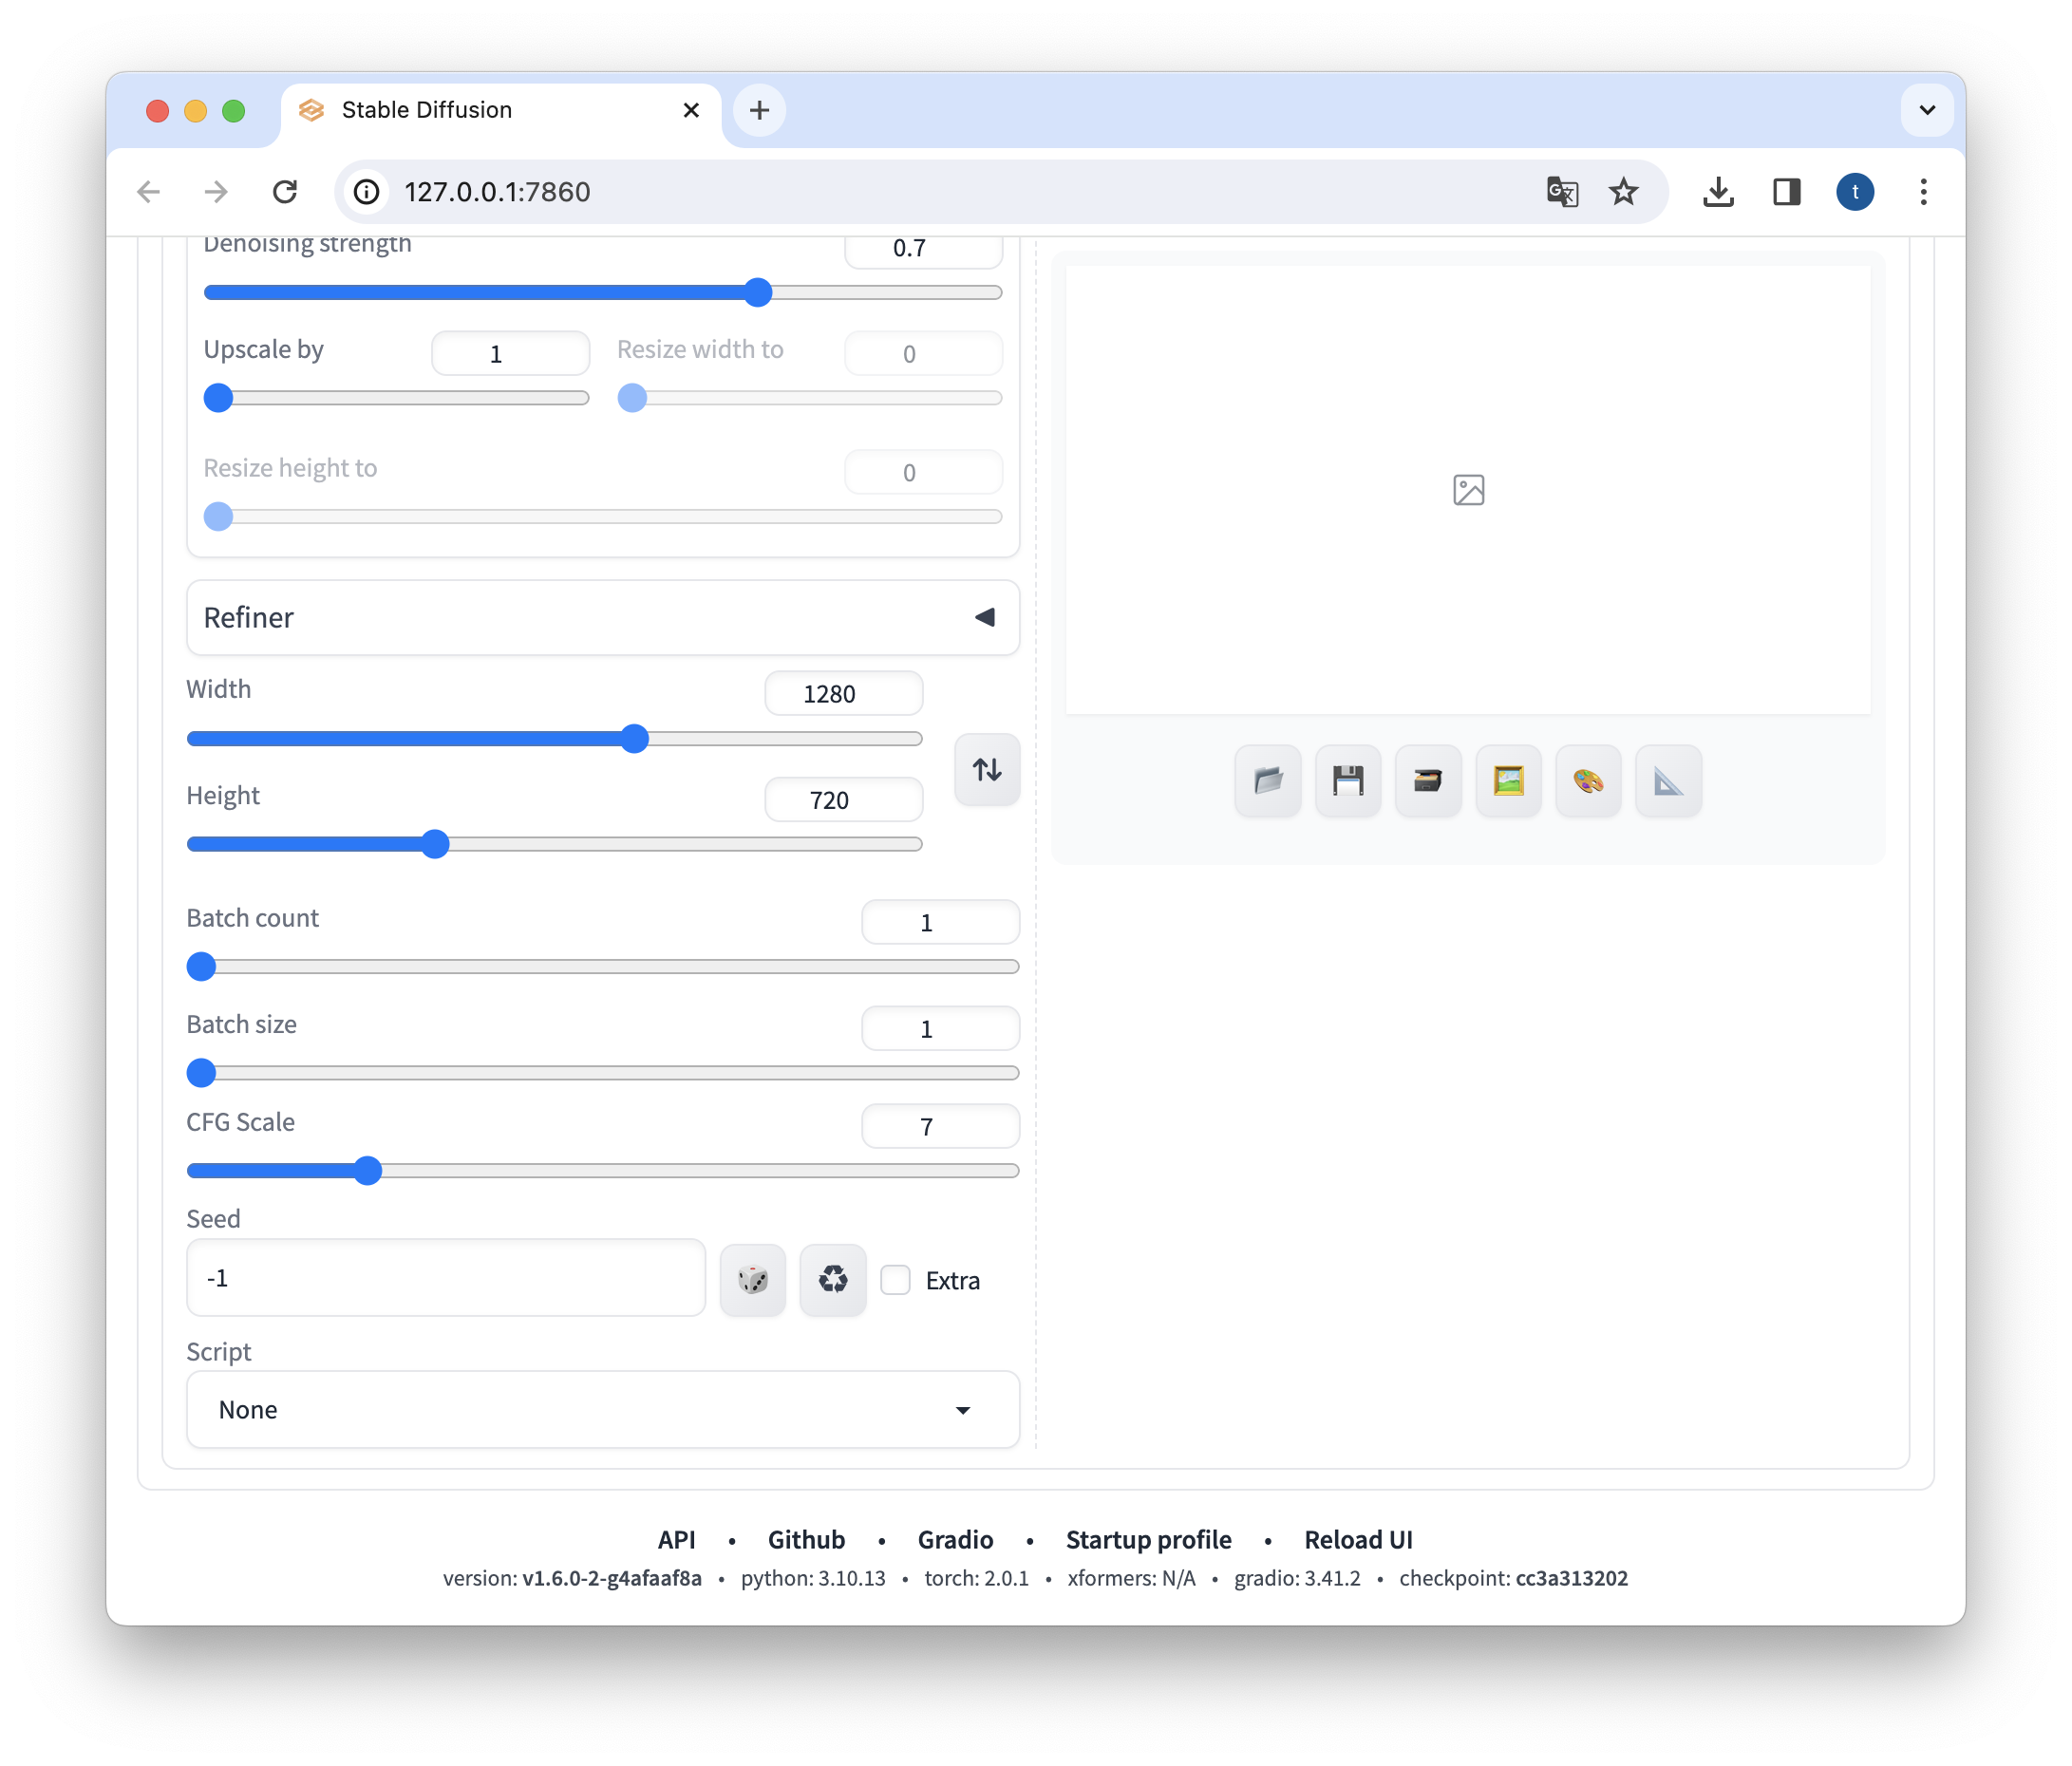 Stable Diffusion
127.0.0.1:7860
Denoising strength 0.7
Upscale by 1 Resize width to 0
Resize height to 0
Refiner
Width 1280
Height 720
Batch count 1
Batch size 1
CFG Scale 7
Seed
-1 Extra
Script
None
API • Github • Gradio • Startup profile • Reload UI
version: v1.6.0-2-g4afaaf8a • python: 3.10.13 • torch: 2.0.1 • xformers: N/A • gradio: 3.41.2 • checkpoint: cc3a313202
t